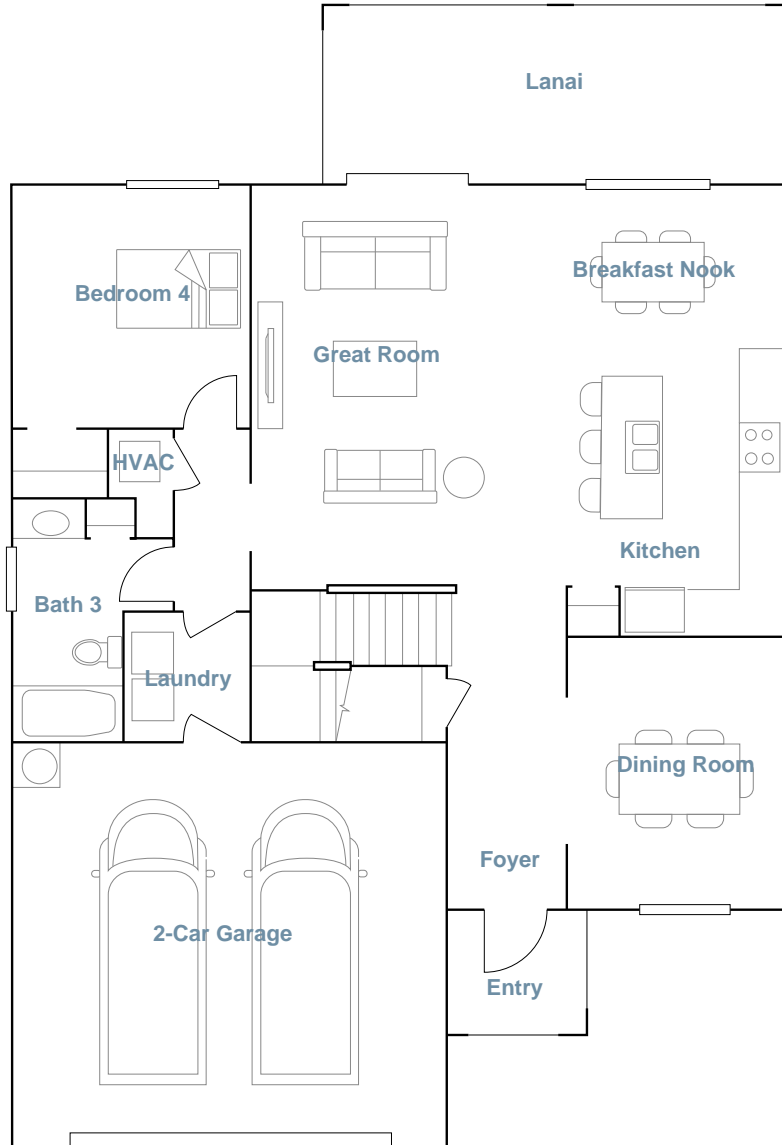 Lanai
Breakfast Nook
Bedroom 4
Great Room
HVAC
Kitchen
Bath 3
Laundry
Dining Room
Foyer
2-Car Garage
Entry